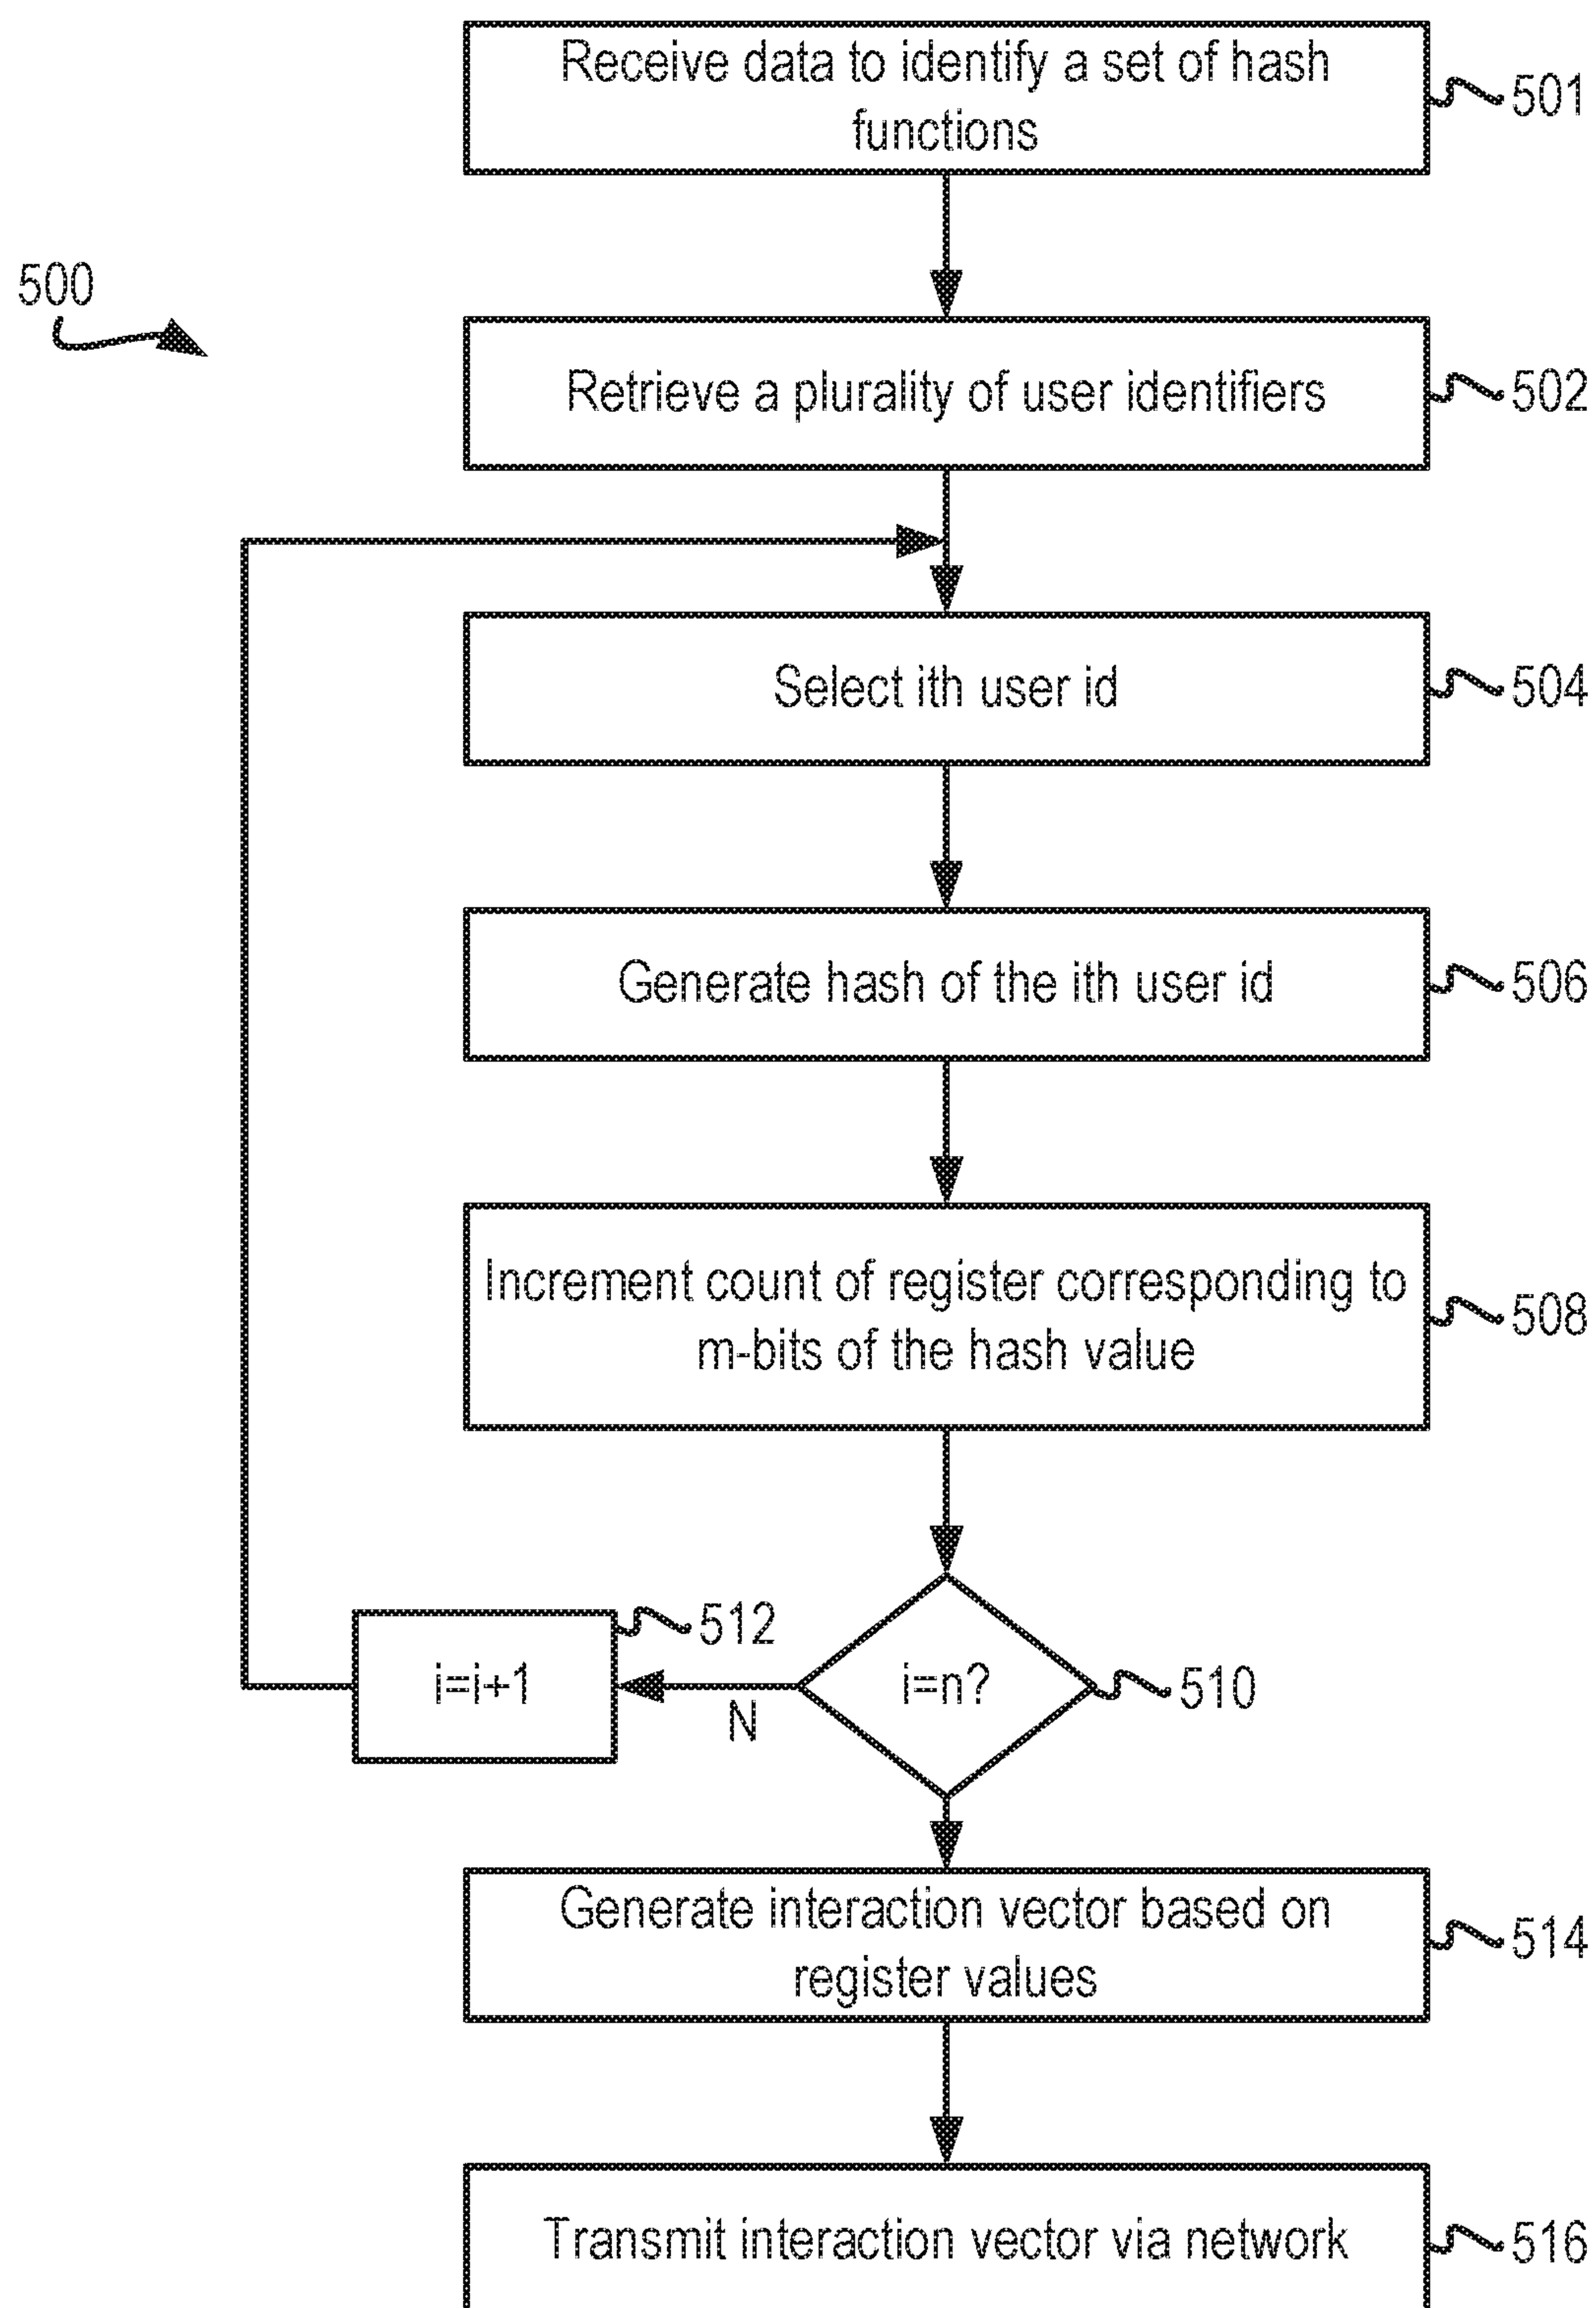 Receive data to identify a set of hash
functions
501
500
Retrieve a plurality of user identifiers
502
Select ith user id
504
Generate hash of the ith user id
506
Increment count of register corresponding to
m-bits of the hash value
508
512
i=i+1
N
i=n?
510
Generate interaction vector based on
register values
514
Transmit interaction vector via network
516